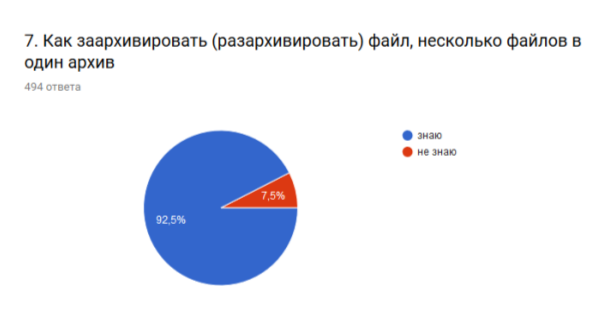 7. Как заархивировать (разархивировать) файл, несколько файлов в
один архив
494 ответа
знаю
не знаю
7,5%
92,5%